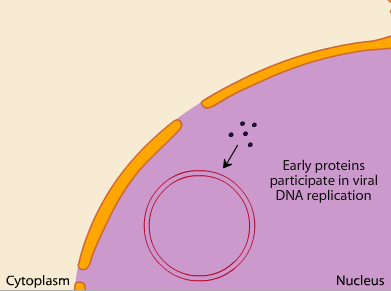 Early proteins
participate in viral
DNA replication
Cytoplasm
Nucleus